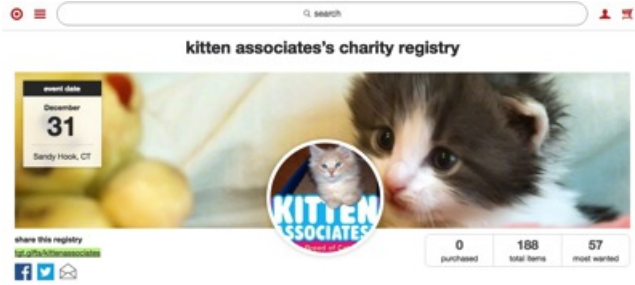 search
kitten associates's charity registry
event date
December
31
Sandy Hook, CT
KITTEN
ASSOCIATES
share this registry
tgt.gifts/kittenassociates
0
purchased
188
total items
57
most wanted